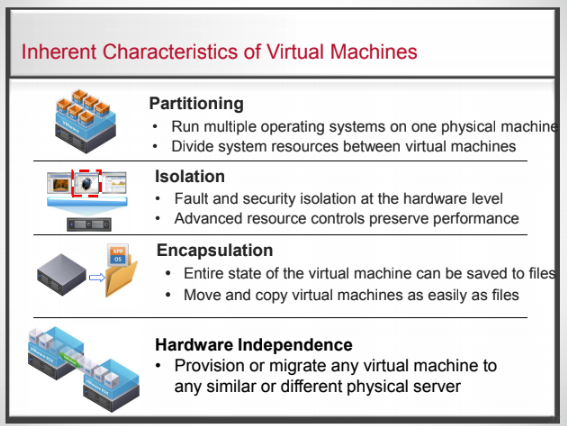 Inherent Characteristics of Virtual Machines
Partitioning
• Run multiple operating systems on one physical machine
• Divide system resources between virtual machines
Isolation
• Fault and security isolation at the hardware level
• Advanced resource controls preserve performance
Encapsulation
• Entire state of the virtual machine can be saved to files
• Move and copy virtual machines as easily as files
APP
OS
Hardware Independence
• Provision or migrate any virtual machine to
any similar or different physical server